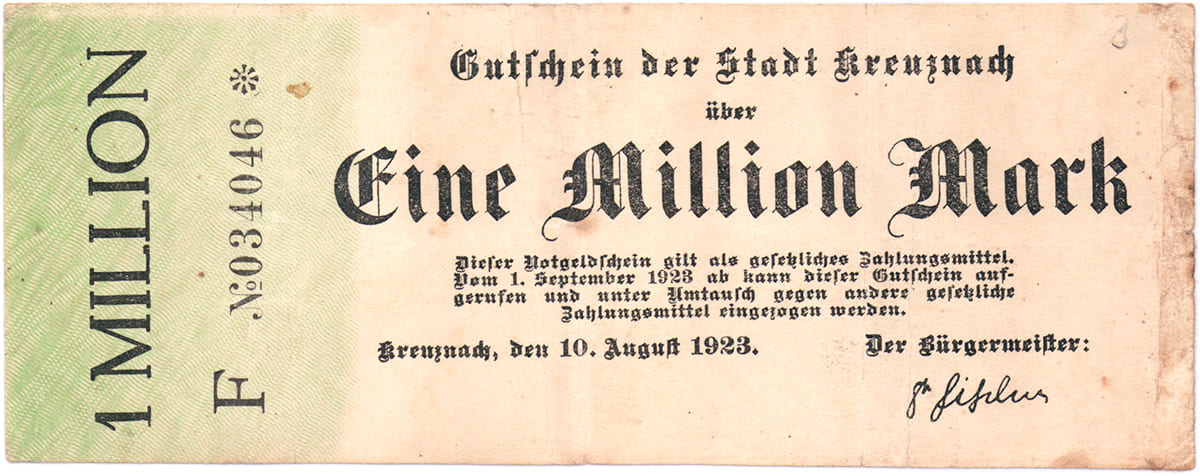 1 MILLION
F №034046 *
Gutschein der Stadt Kreuznach
über
Eine Million Mark
Dieser Notgeldschein gilt als gesetzliches Zahlungsmittel.
Vom 1. September 1923 ab kann dieser Gutschein auf-
gerufen und unter Umtausch gegen andere gesetzliche
Zahlungsmittel eingezogen werden.
Kreuznach, den 10. August 1923.
Der Bürgermeister: